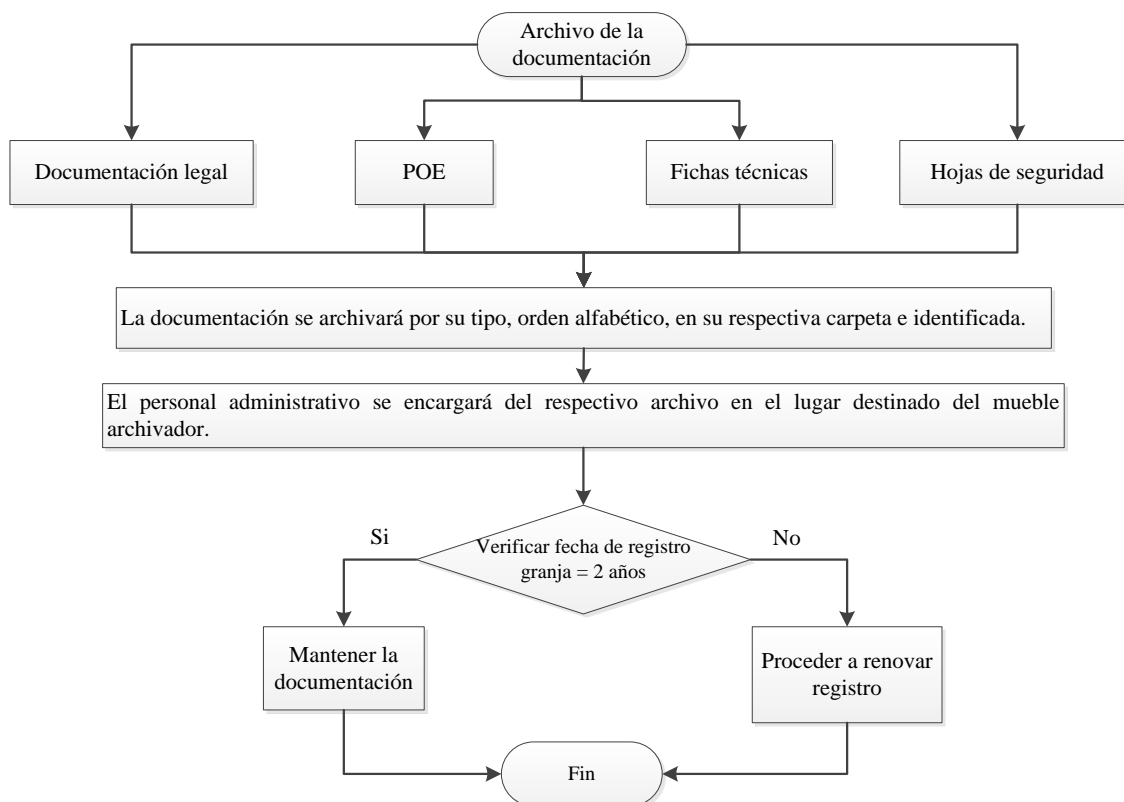 Archivo de la
documentación
Documentación legal
POE
Fichas técnicas
Hojas de seguridad
La documentación se archivará por su tipo, orden alfabético, en su respectiva carpeta e identificada.
El personal administrativo se encargará del respectivo archivo en el lugar destinado del mueble
archivador.
Si
No
Verificar fecha de registro
granja = 2 años
Mantener la
documentación
Proceder a renovar
registro
Fin